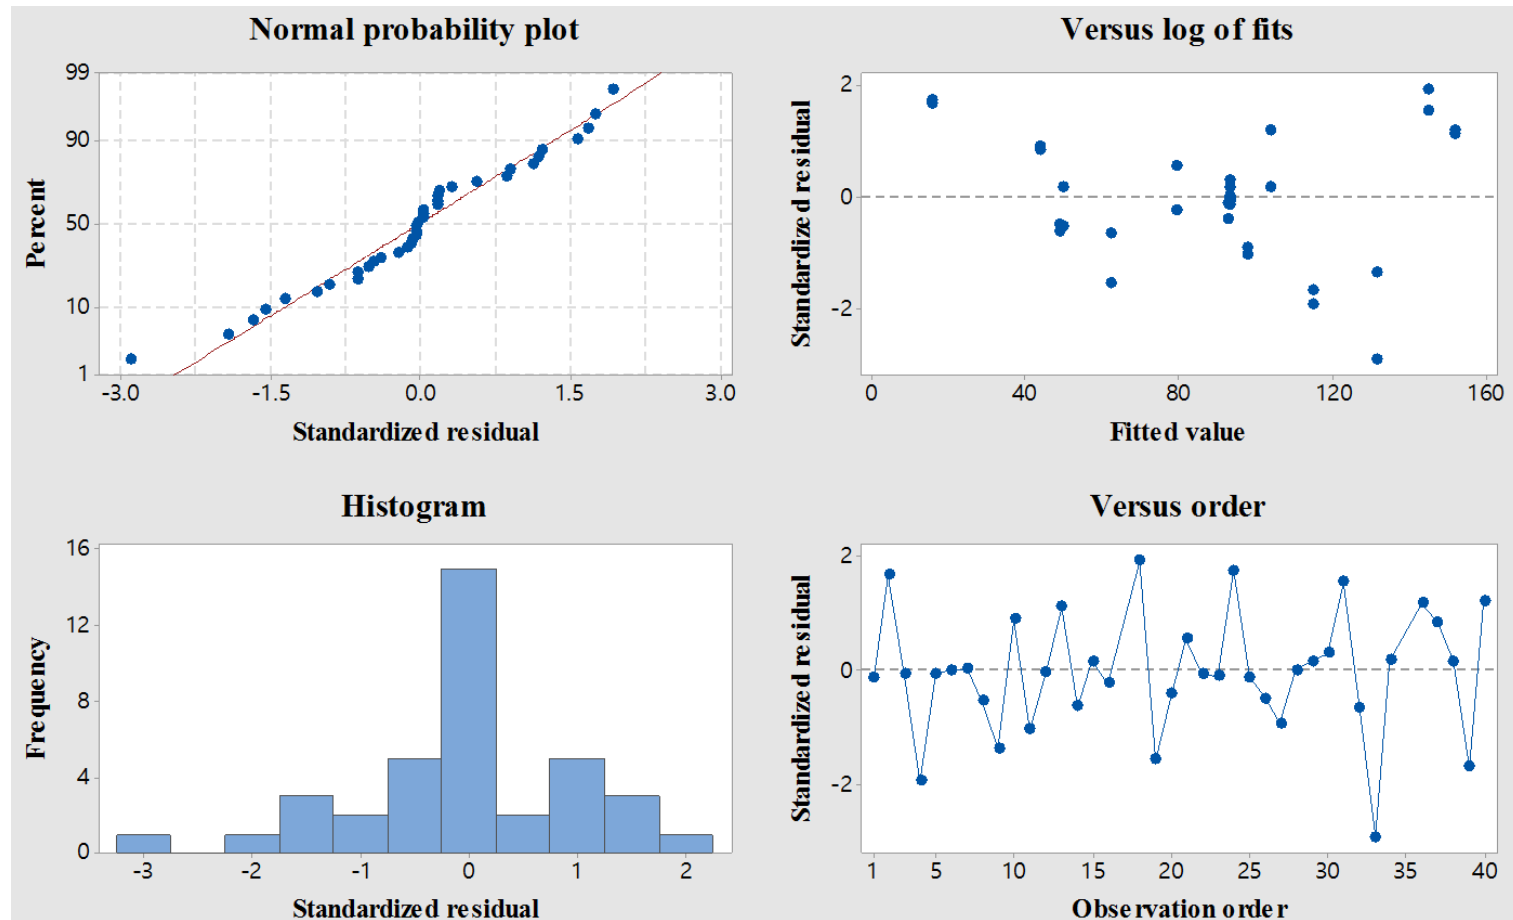 Normal probability plot
99
90
50
10
1
Percent
-3.0 -1.5 0.0 1.5 3.0
Standardized residual
Versus log of fits
2
0
-2
Standardized residual
0 40 80 120 160
Fitted value
Histogram
16
12
8
4
0
Frequency
-3 -2 -1 0 1 2
Standardized residual
Versus order
2
0
-2
Standardized residual
1 5 10 15 20 25 30 35 40
Observation order